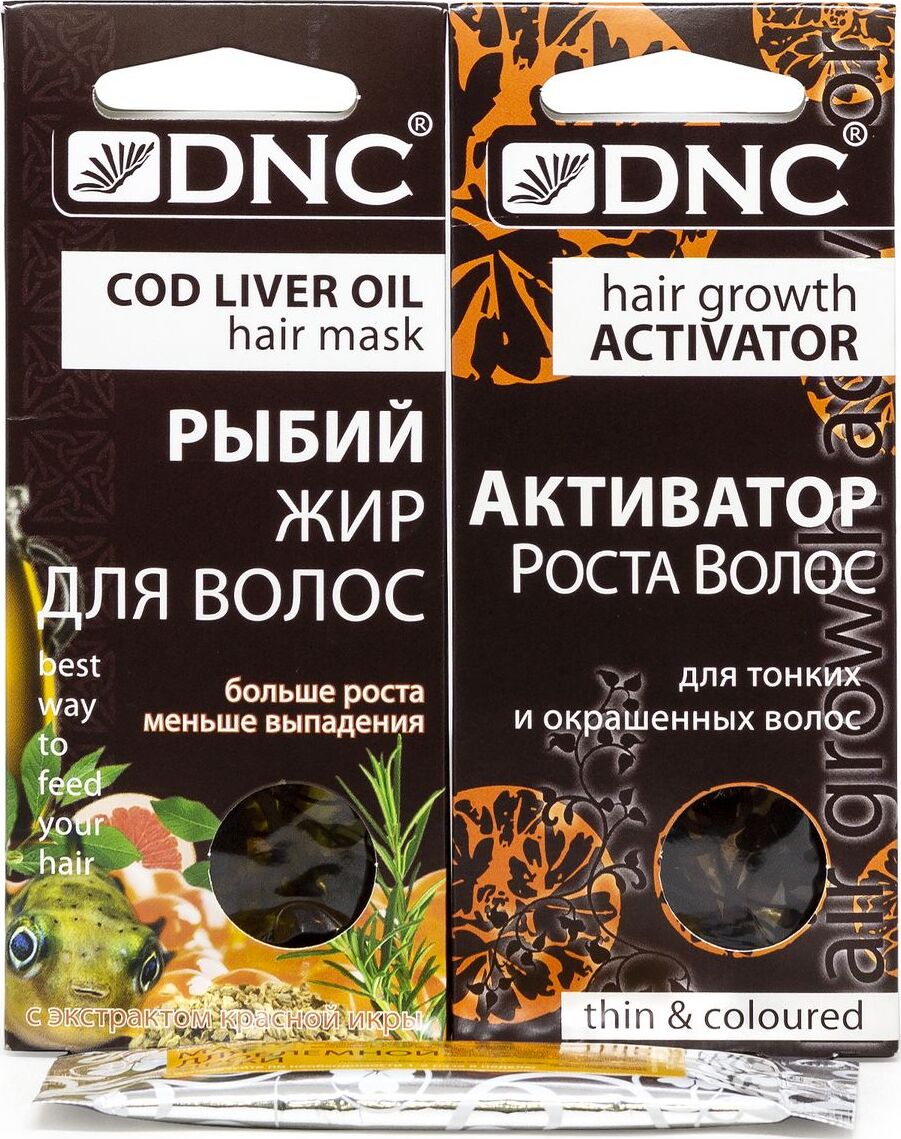 DNC®
COD LIVER OIL
hair mask
РЫБИЙ
ЖИР
ДЛЯ ВОЛОС
best
way
to
feed
your
hair
больше роста
меньше выпадения
с экстрактом красной икры
DNC®
hair growth
ACTIVATOR
АКТИВАТОР
РОСТА ВОЛОС
для тонких
и окрашенных волос
thin & coloured